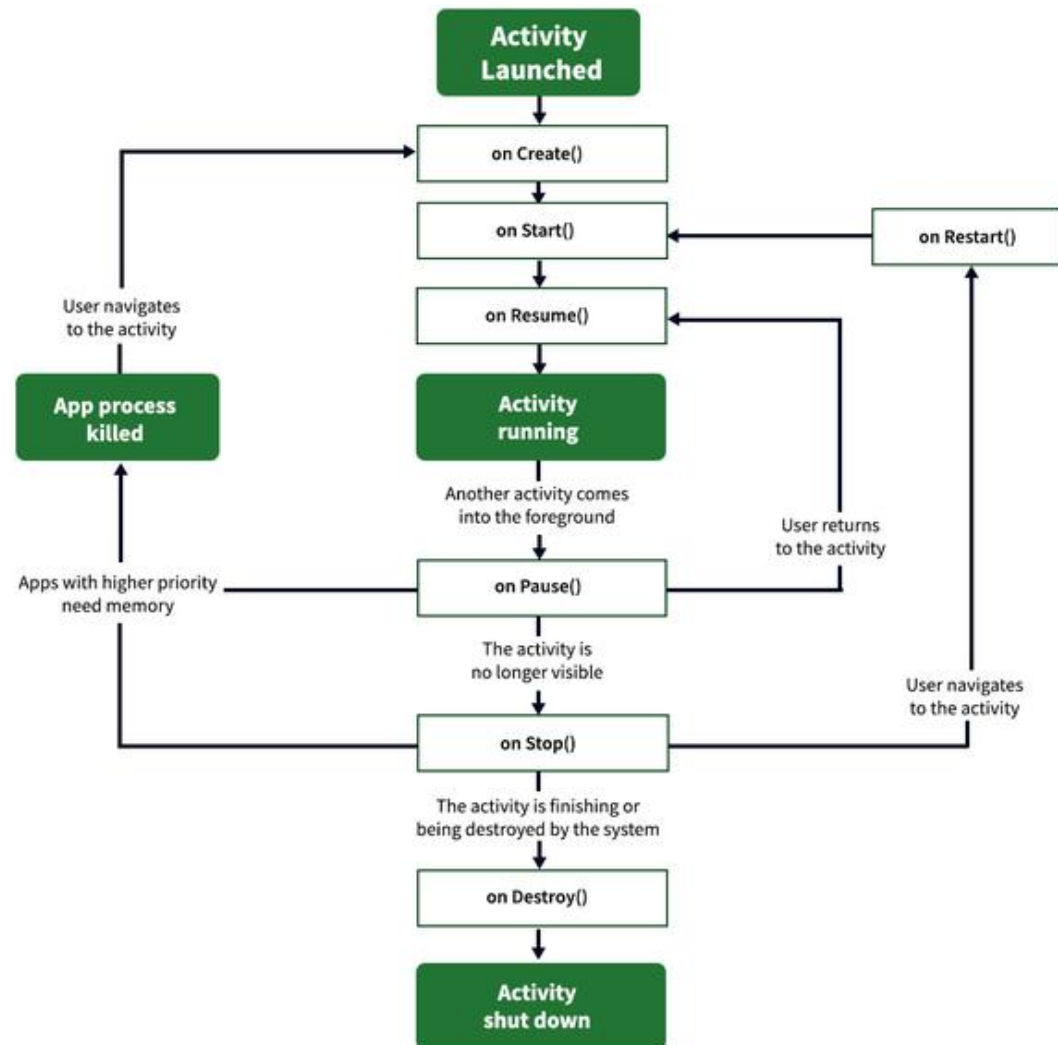 Activity
Launched
on Create()
on Start()
on Restart()
on Resume()
User navigates
to the activity
App process
killed
Activity
running
Another activity comes
into the foreground
User returns
to the activity
Apps with higher priority
need memory
on Pause()
The activity is
no longer visible
User navigates
to the activity
on Stop()
The activity is finishing or
being destroyed by the system
on Destroy()
Activity
shut down